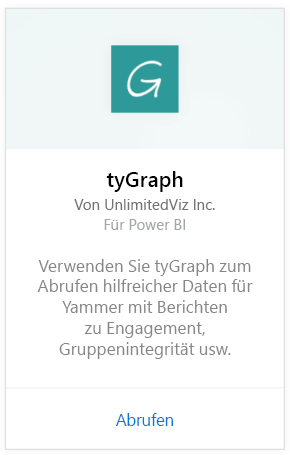 G
tyGraph
Von UnlimitedViz Inc.
Für Power BI
Verwenden Sie tyGraph zum
Abrufen hilfreicher Daten für
Yammer mit Berichten
zu Engagement,
Gruppenintegrität usw.
Abrufen